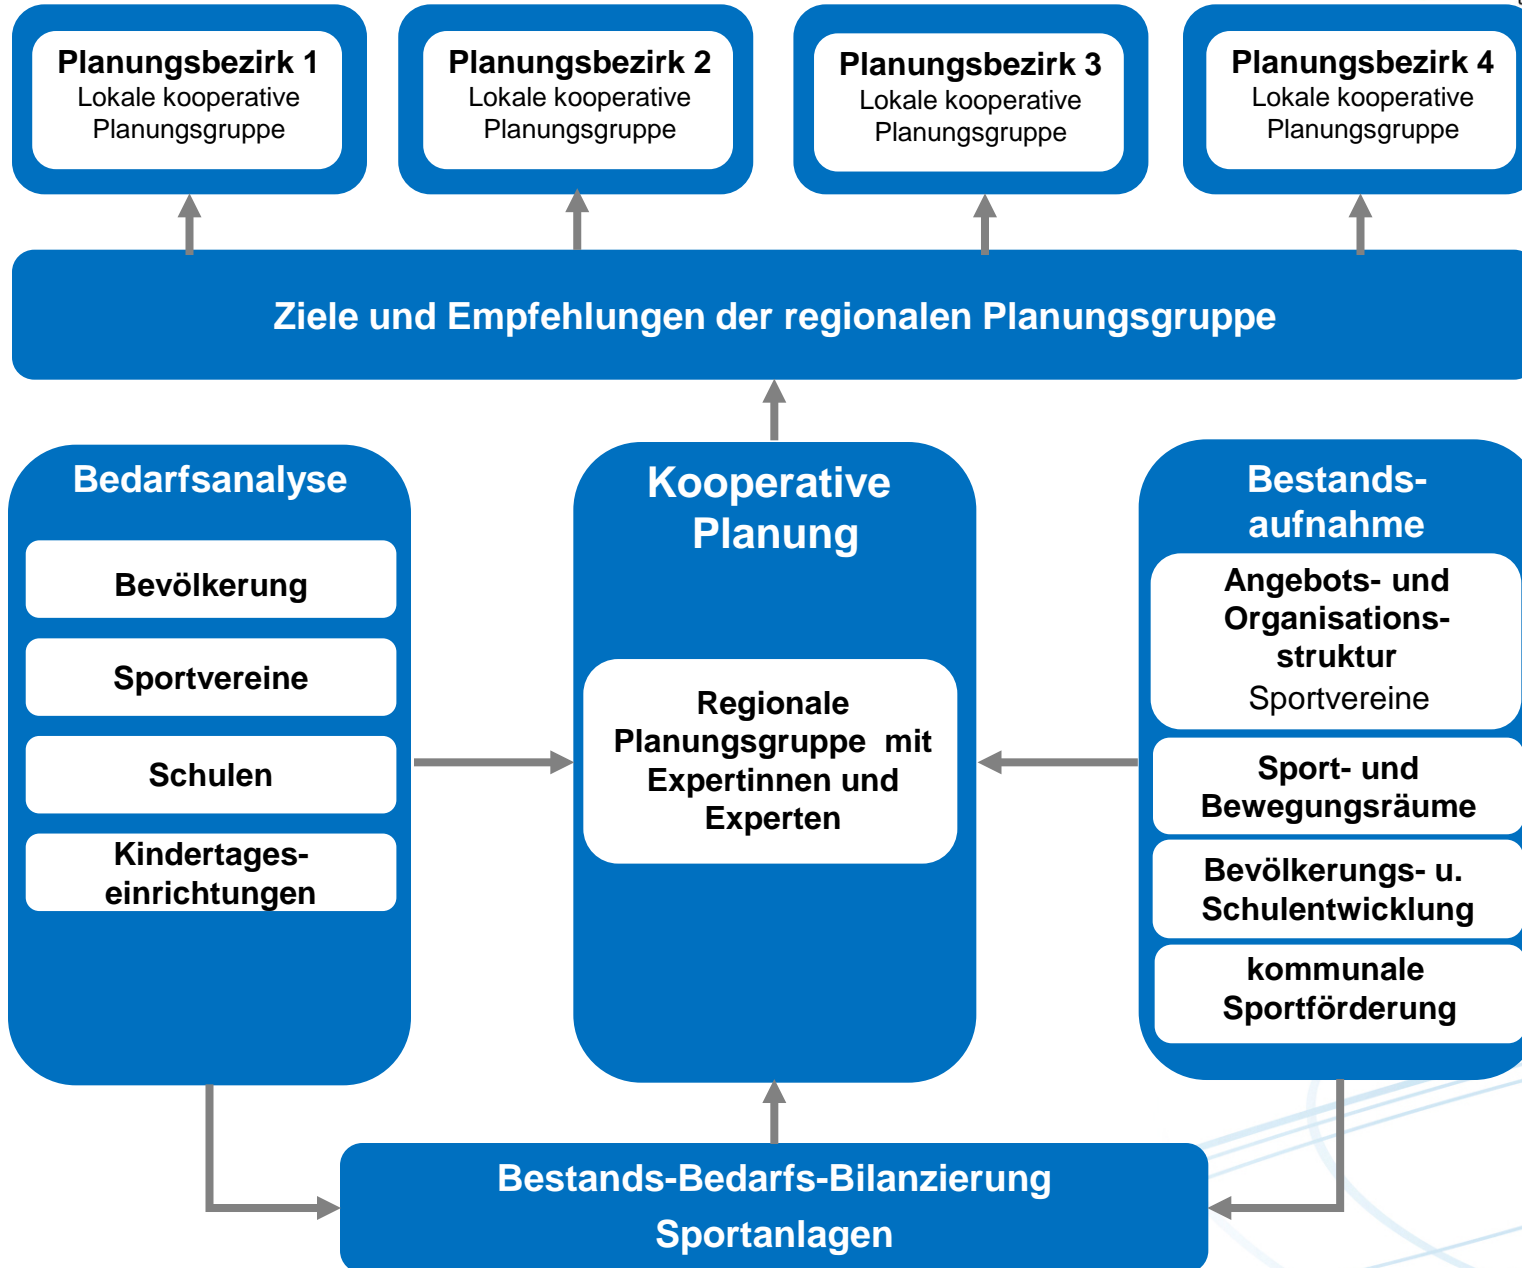 Planungsbezirk 1
Lokale kooperative
Planungsgruppe
Planungsbezirk 2
Lokale kooperative
Planungsgruppe
Planungsbezirk 3
Lokale kooperative
Planungsgruppe
Planungsbezirk 4
Lokale kooperative
Planungsgruppe
Ziele und Empfehlungen der regionalen Planungsgruppe
Bedarfsanalyse
Bevölkerung
Sportvereine
Schulen
Kindertages-
einrichtungen
Kooperative
Planung
Regionale
Planungsgruppe mit
Expertinnen und
Experten
Bestands-
aufnahme
Angebots- und
Organisations-
struktur
Sportvereine
Sport- und
Bewegungsräume
Bevölkerungs- u.
Schulentwicklung
kommunale
Sportförderung
Bestands-Bedarfs-Bilanzierung
Sportanlagen